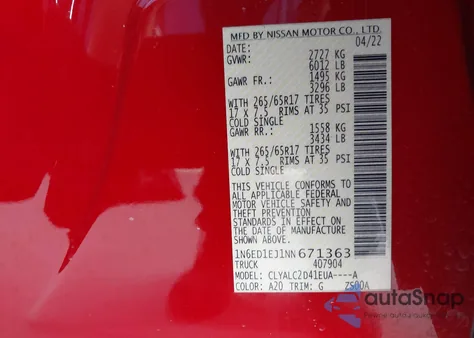 MFD BY NISSAN MOTOR CO., LTD.
DATE: 04/22
GVWR: 2727 KG
6012 LB
GAWR FR.: 1495 KG
3296 LB
WITH 265/65R17 TIRES
17 X 7.5 RIMS AT 35 PSI
COLD SINGLE
GAWR RR.: 1558 KG
3434 LB
WITH 265/65R17 TIRES
17 X 7.5 RIMS AT 35 PSI
COLD SINGLE
THIS VEHICLE CONFORMS TO
ALL APPLICABLE FEDERAL
MOTOR VEHICLE SAFETY AND
THEFT PREVENTION
STANDARDS IN EFFECT ON
THE DATE OF MANUFACTURE
SHOWN ABOVE.
1N6ED1EJ1NN671363
TRUCK 407904
MODEL: CLYALC2D41EUA----A
COLOR: A20 TRIM: G
autoSnap